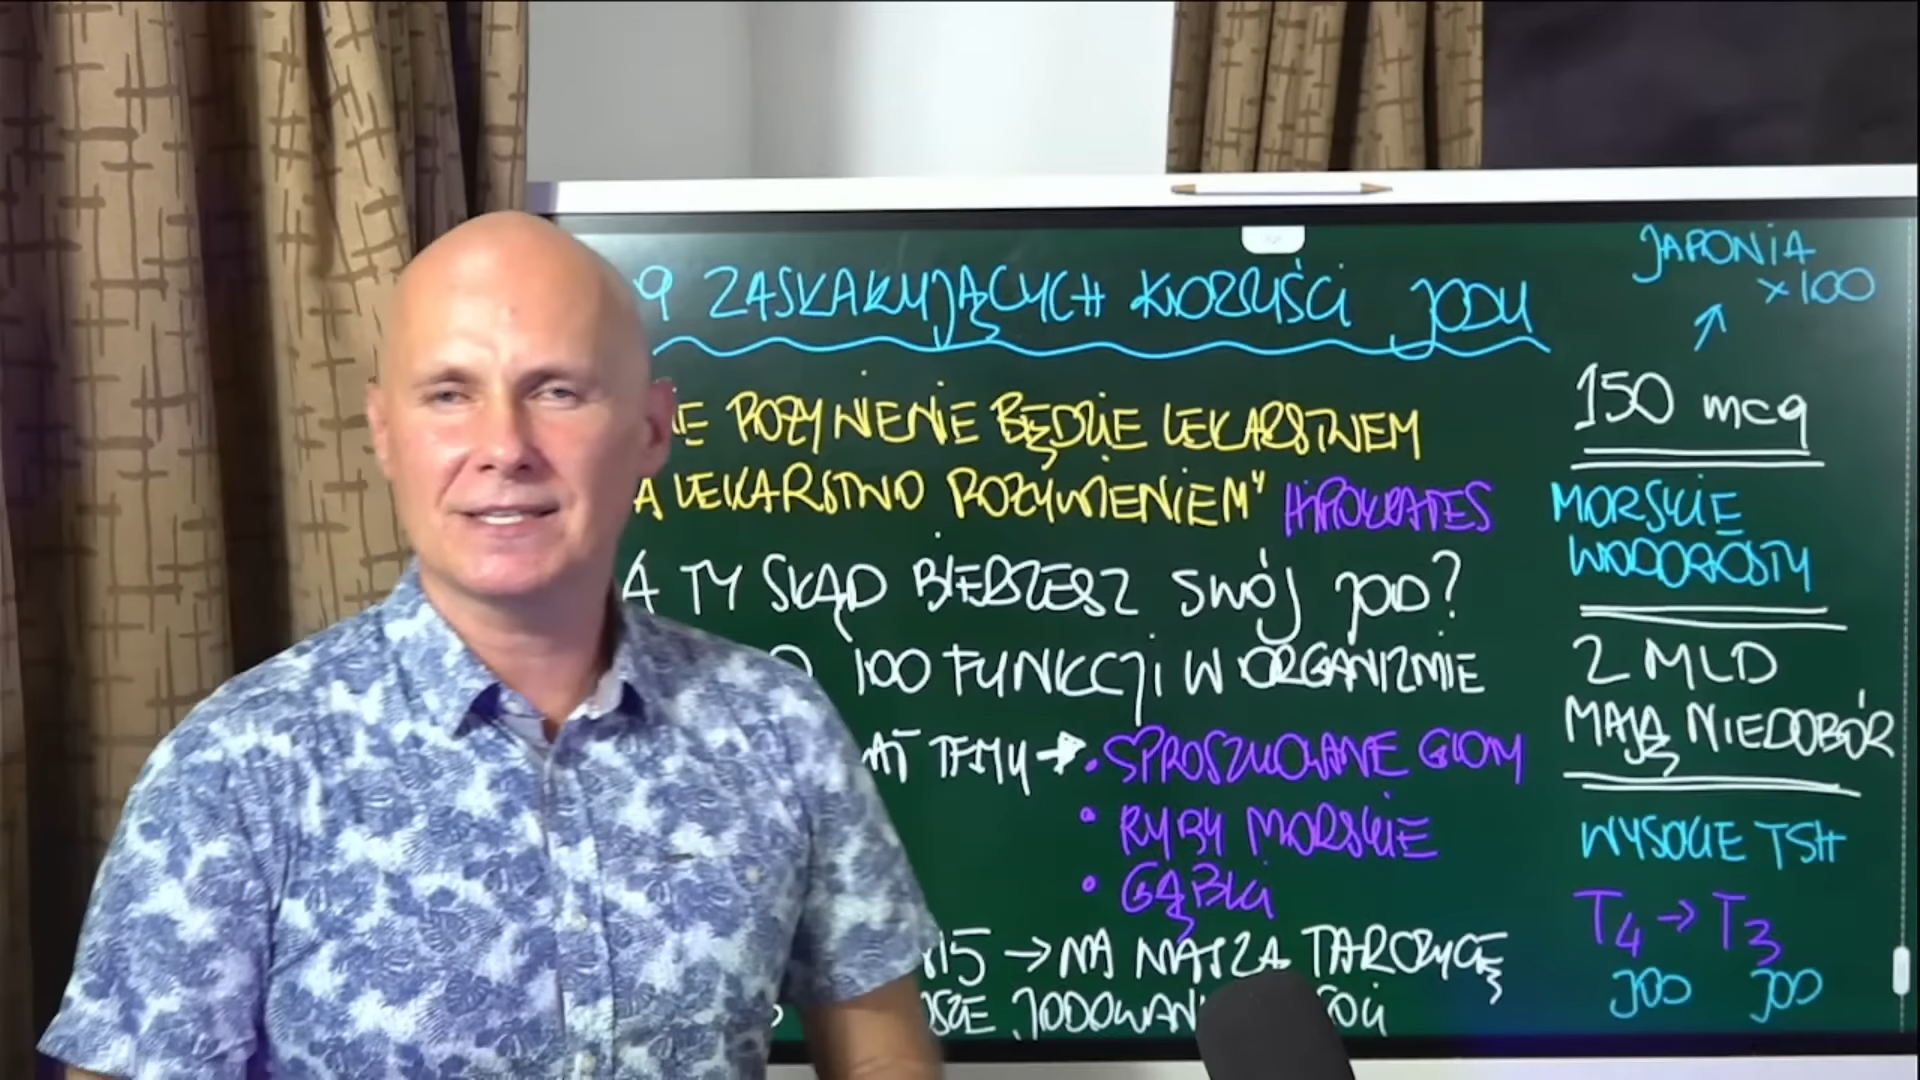 9 ZASKAKUJĄCYCH KORZYŚCI JODU
POŻYWIENIE BĘDZIE LEKARSTWEM
A LEKARSTWO POŻYWIENIEM" HIPOKRATES
A TY SKĄD BIERZESZ SWÓJ JOD?
100 FUNKCJI W ORGANIZMIE
LAT TEMU → • SPROSZKOWANE GLONY
• RYBY MORSKIE
• GĄBKI
→ NA NASZĄ TARCZYCĘ
JODOWANI
JAPONIA
x100
150 mcg
MORSKIE
WODOROSTY
2 MLD
MAJĄ NIEDOBÓR
WYSOKIE TSH
T4 → T3
JOD JOD